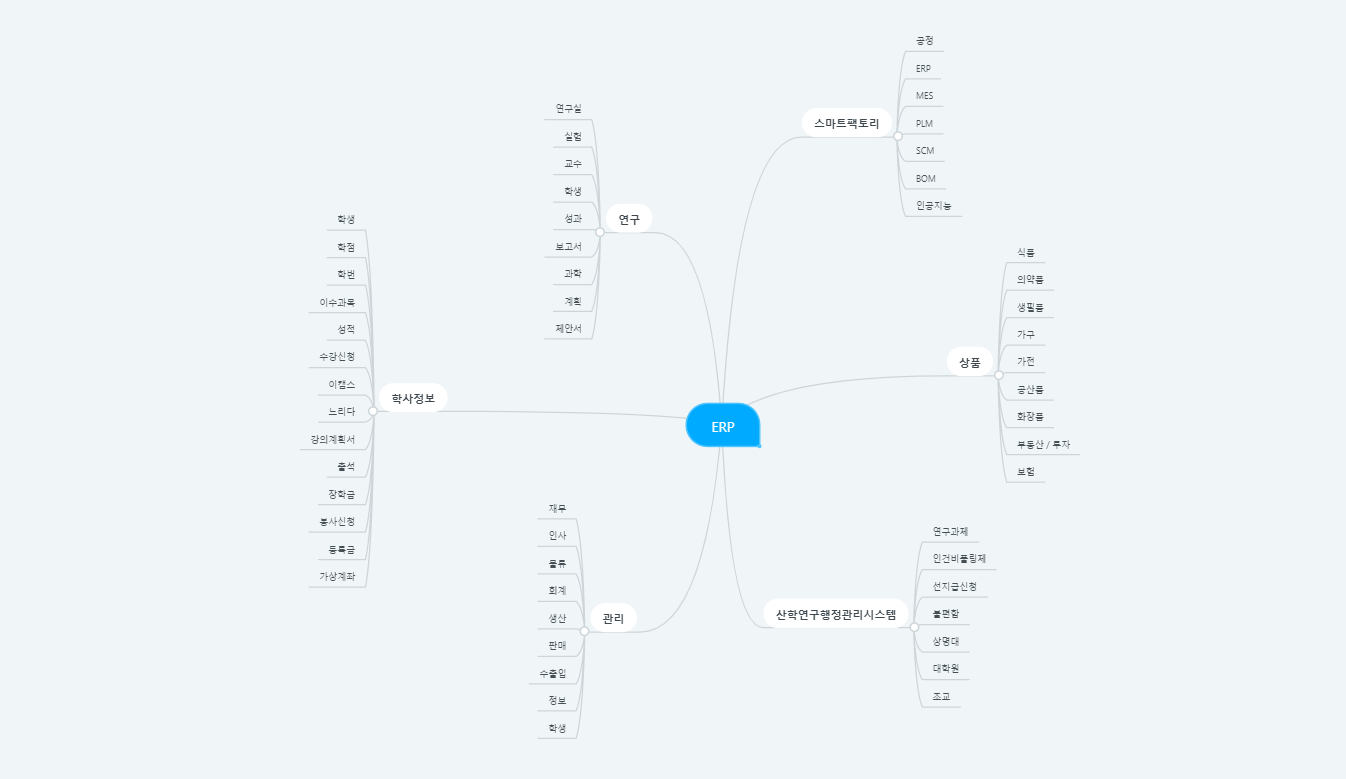 ERP
스마트팩토리
공정
ERP
MES
PLM
SCM
BOM
인공지능
상품
식품
의약품
생필품
가구
가전
공산품
화장품
부동산 / 투자
보험
산학연구행정관리시스템
연구과제
인건비풀링제
선지급신청
불편함
상명대
대학원
조교
연구
연구실
실험
교수
학생
성과
보고서
과학
계획
제안서
학사정보
학생
학점
학번
이수과목
성적
수강신청
이캠스
느리다
강의계획서
출석
장학금
봉사신청
등록금
가상계좌
관리
재무
인사
물류
회계
생산
판매
수출입
정보
학생